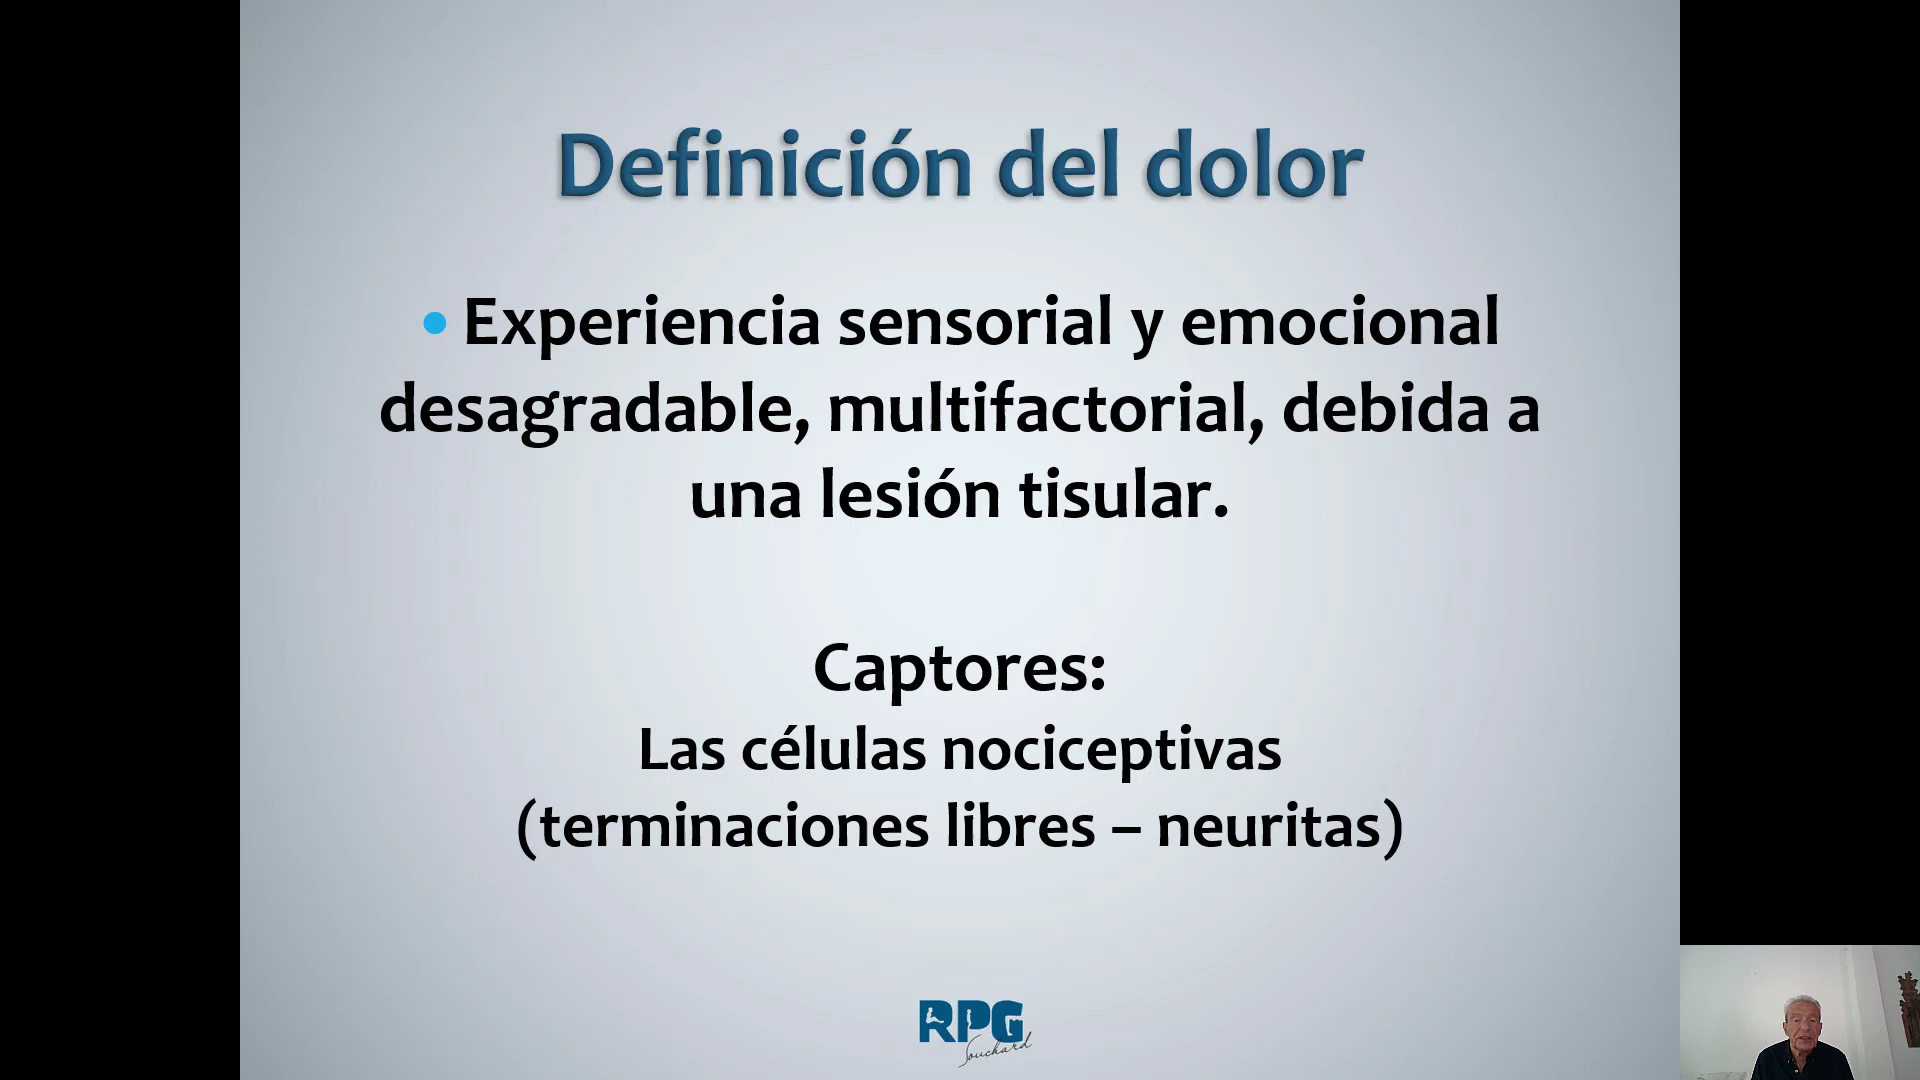 Definición del dolor
• Experiencia sensorial y emocional
desagradable, multifactorial, debida a
una lesión tisular.
Captores:
Las células nociceptivas
(terminaciones libres – neuritas)
RPG
Souchard